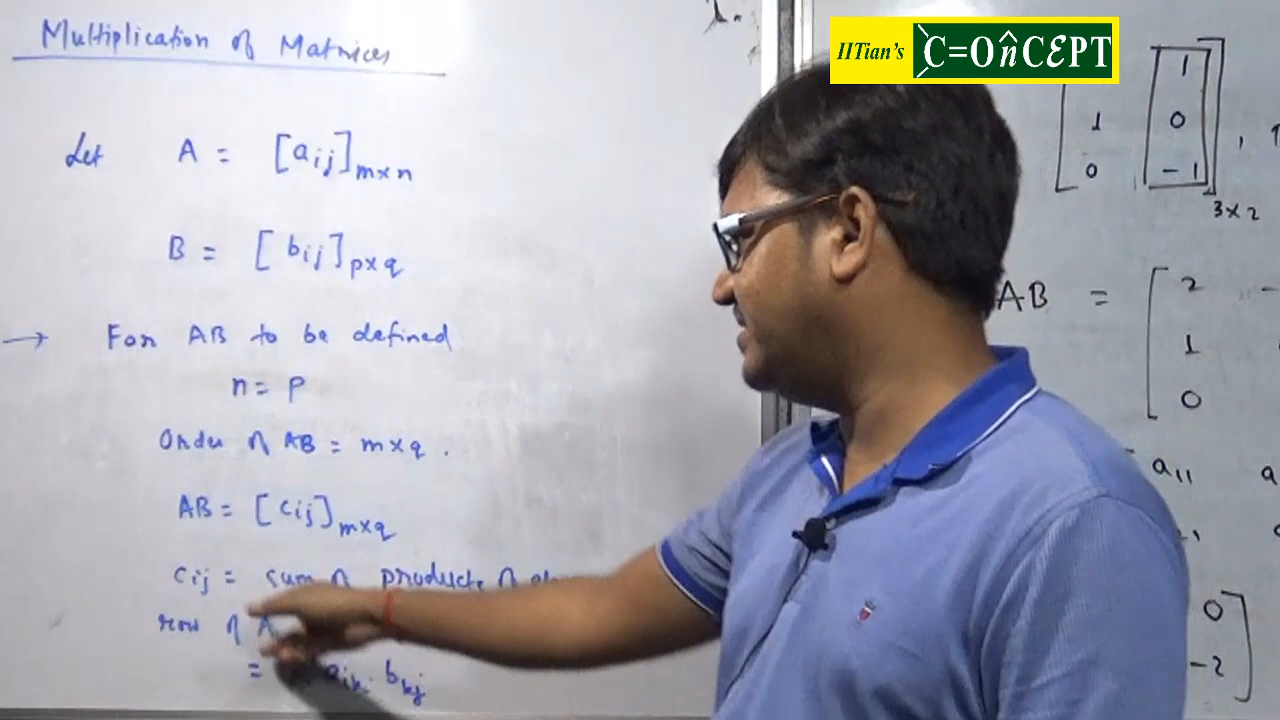 Multiplication of Matrices
Let A = [aij]m×n
B = [bij]p×q
→ For AB to be defined
n = p
Order of AB = m×q .
AB = [cij]m×q
cij = sum of products of
row of A
= aik bkj
IITian's C=OnCEPT
1
1 0 ,
0 -1
3×2
AB = 2 -
1
0
a11 a
0
-2